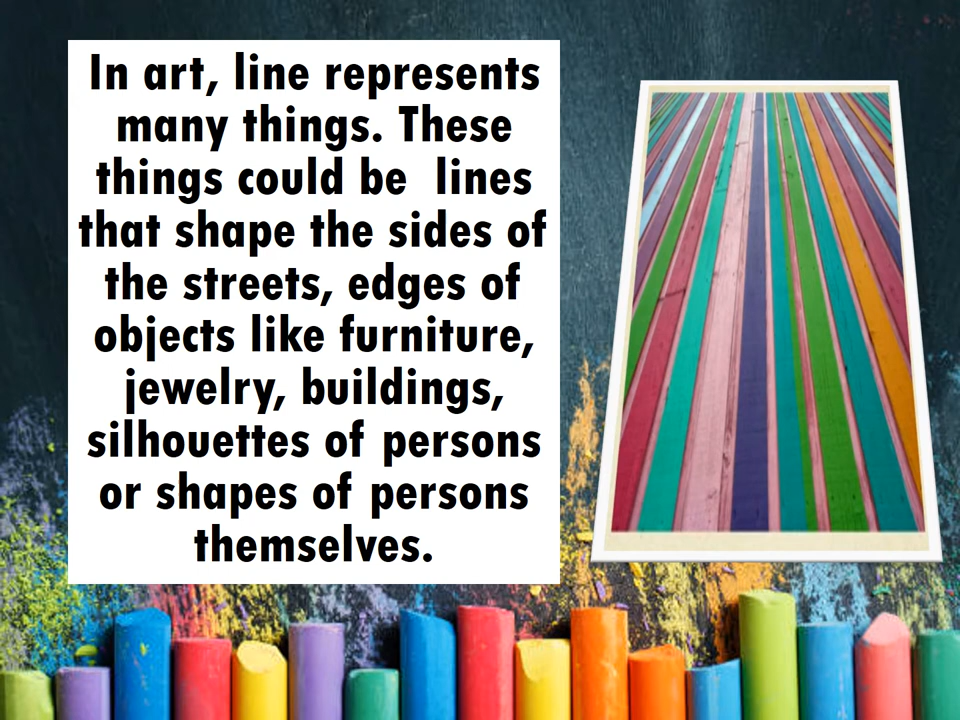 In art, line represents
many things. These
things could be  lines
that shape the sides of
the streets, edges of
objects like furniture,
jewelry, buildings,
silhouettes of persons
or shapes of persons
themselves.